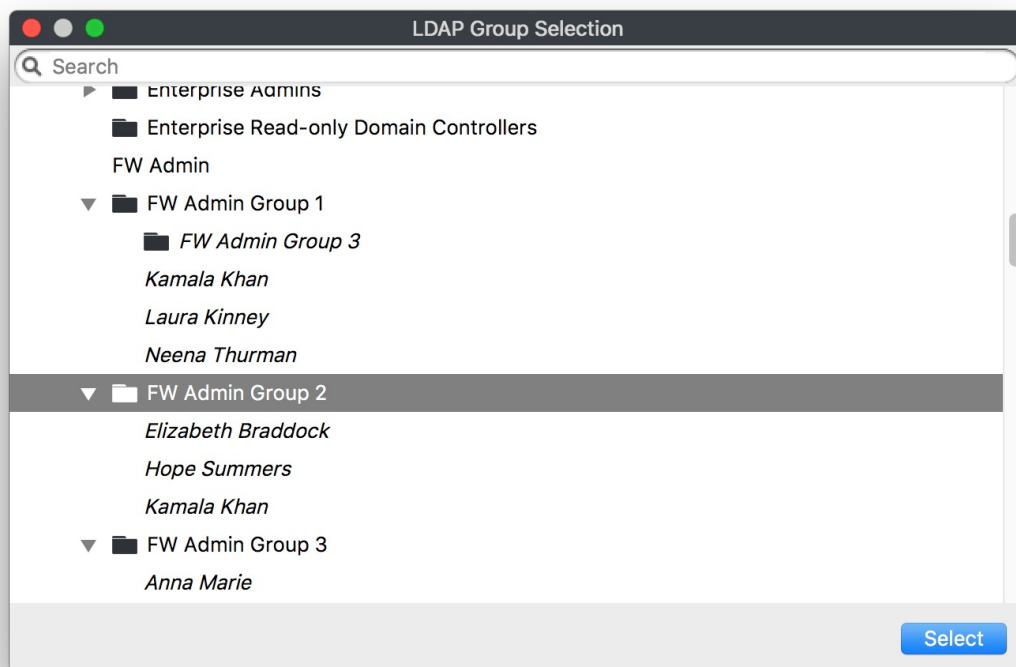 LDAP Group Selection
Search
Enterprise Admins
Enterprise Read-only Domain Controllers
FW Admin
FW Admin Group 1
FW Admin Group 3
Kamala Khan
Laura Kinney
Neena Thurman
FW Admin Group 2
Elizabeth Braddock
Hope Summers
Kamala Khan
FW Admin Group 3
Anna Marie
Select